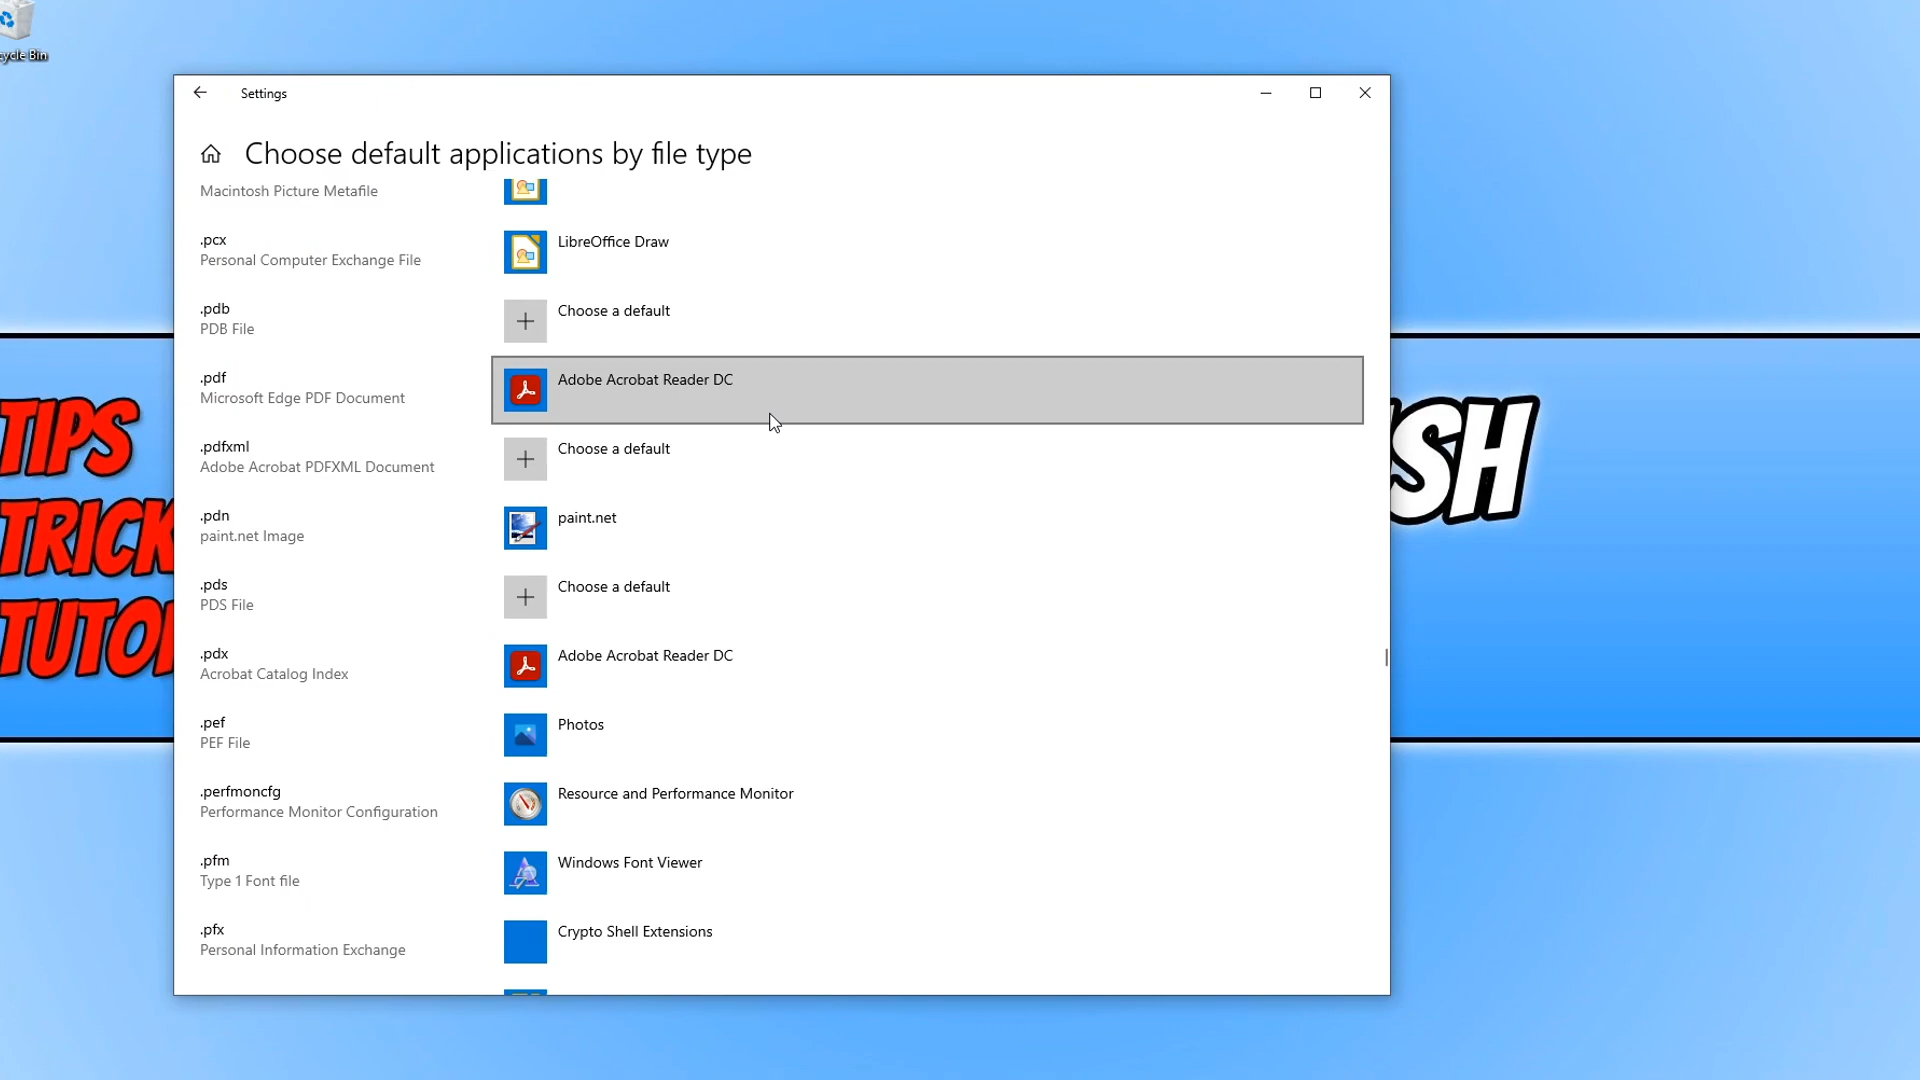 cycle Bin
Settings
Choose default applications by file type
Macintosh Picture Metafile
.pcx
Personal Computer Exchange File
LibreOffice Draw
.pdb
PDB File
Choose a default
.pdf
Microsoft Edge PDF Document
Adobe Acrobat Reader DC
.pdfxml
Adobe Acrobat PDFXML Document
Choose a default
.pdn
paint.net Image
paint.net
.pds
PDS File
Choose a default
.pdx
Acrobat Catalog Index
Adobe Acrobat Reader DC
.pef
PEF File
Photos
.perfmoncfg
Performance Monitor Configuration
Resource and Performance Monitor
.pfm
Type 1 Font file
Windows Font Viewer
.pfx
Personal Information Exchange
Crypto Shell Extensions
TIPS
TRICK
TUTO
SH